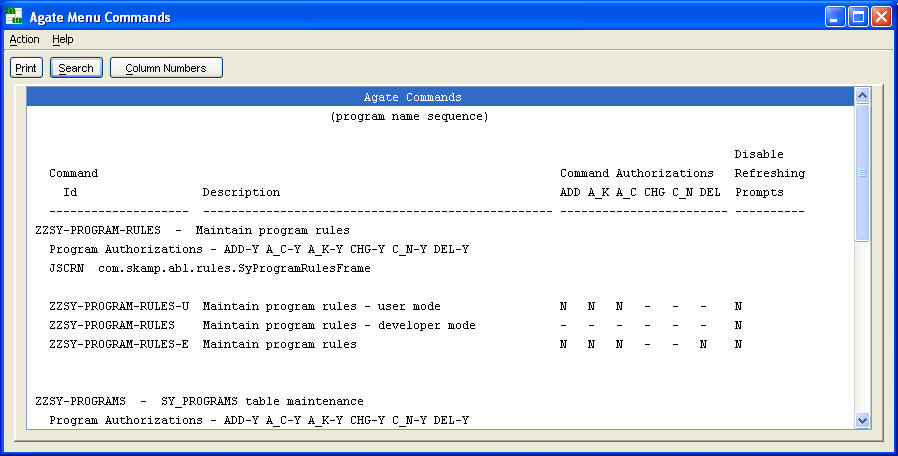 Agate Menu Commands
Action Help
Print Search Column Numbers
Agate Commands
(program name sequence)
Disable
Command Command Authorizations Refreshing
Id Description ADD A_K A_C CHG C_N DEL Prompts
-------------------- -------------------------------------------------- ------------------------ ----------
ZZSY-PROGRAM-RULES - Maintain program rules
Program Authorizations - ADD-Y A_C-Y A_K-Y CHG-Y C_N-Y DEL-Y
JSCRN com.skamp.abl.rules.SyProgramRulesFrame
ZZSY-PROGRAM-RULES-U Maintain program rules - user mode N N N - - - N
ZZSY-PROGRAM-RULES Maintain program rules - developer mode - - - - - - N
ZZSY-PROGRAM-RULES-E Maintain program rules N N N - - N N
ZZSY-PROGRAMS - SY_PROGRAMS table maintenance
Program Authorizations - ADD-Y A_C-Y A_K-Y CHG-Y C_N-Y DEL-Y